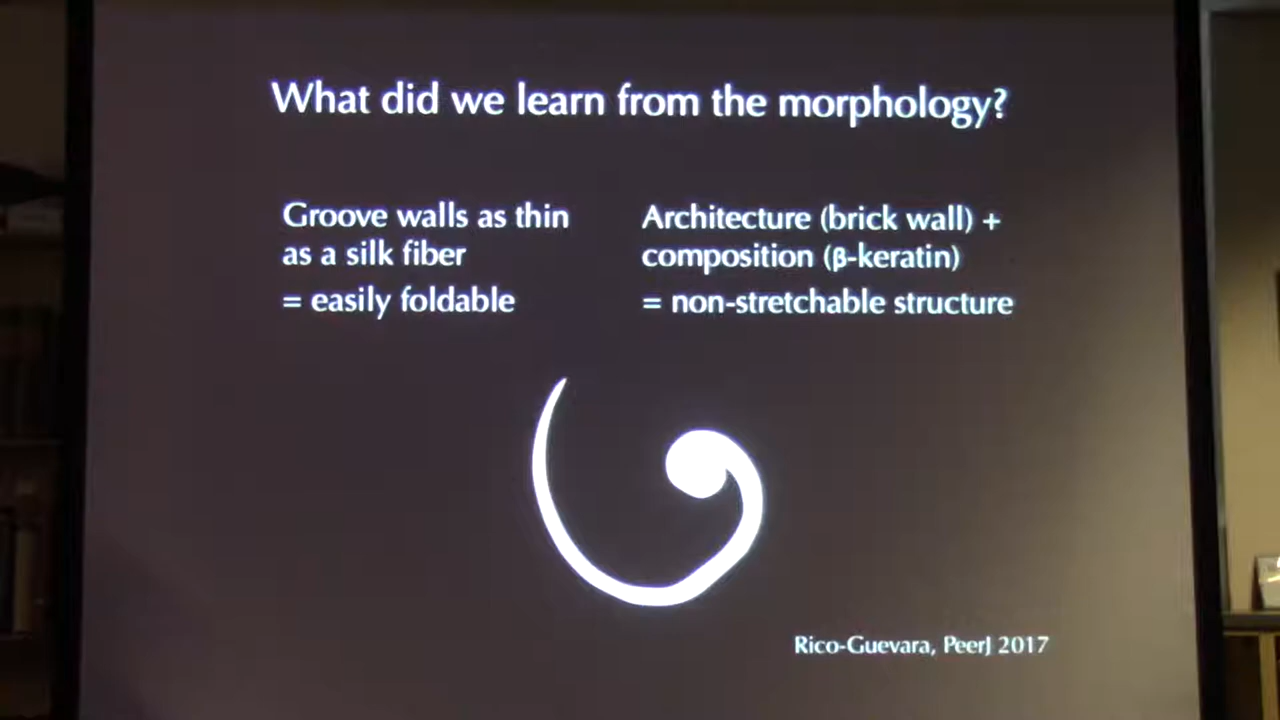 What did we learn from the morphology?
Groove walls as thin
as a silk fiber
= easily foldable
Architecture (brick wall) +
composition (β-keratin)
= non-stretchable structure
Rico-Guevara, PeerJ 2017